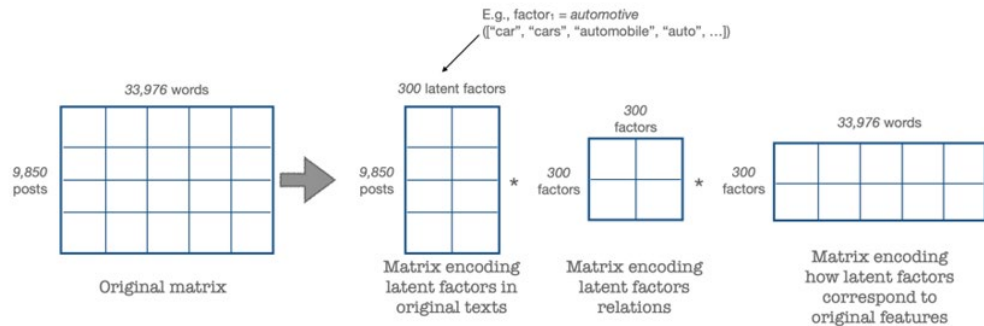 E.g., factor₁ = automotive
(["car", "cars", "automobile", "auto", ...])
33,976 words
9,850
posts
Original matrix
300 latent factors
9,850
posts
*
Matrix encoding
latent factors in
original texts
300
factors
300
factors
*
Matrix encoding
latent factors
relations
33,976 words
300
factors
Matrix encoding
how latent factors
correspond to
original features